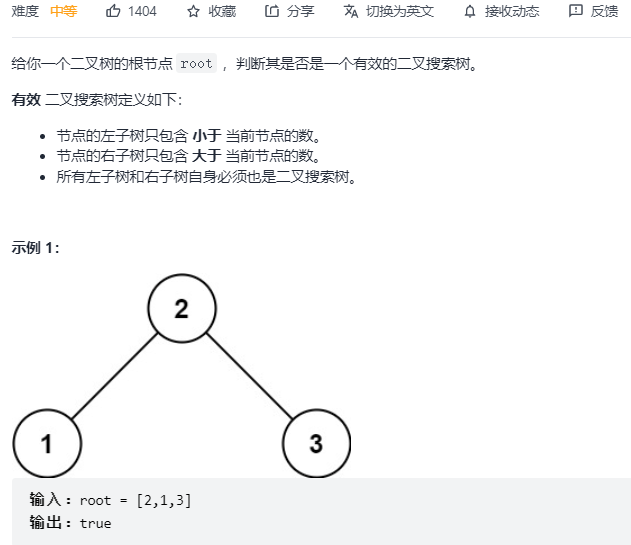 难度 中等 1404 收藏 分享 切换为英文 接收动态 反馈
给你一个二叉树的根节点 root ，判断其是否是一个有效的二叉搜索树。
有效 二叉搜索树定义如下：
节点的左子树只包含 小于 当前节点的数。
节点的右子树只包含 大于 当前节点的数。
所有左子树和右子树自身必须也是二叉搜索树。
示例 1：
2
1 3
输入：root = [2,1,3]
输出：true